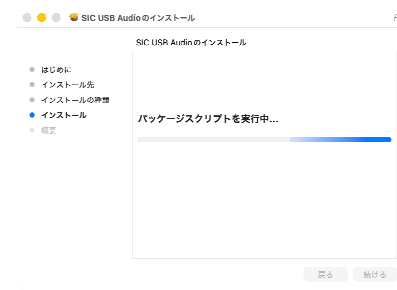 SIC USB Audioのインストール
SIC USB Audioのインストール
はじめに
インストール先
インストールの種類
インストール
概要
パッケージスクリプトを実行中...
戻る
続ける